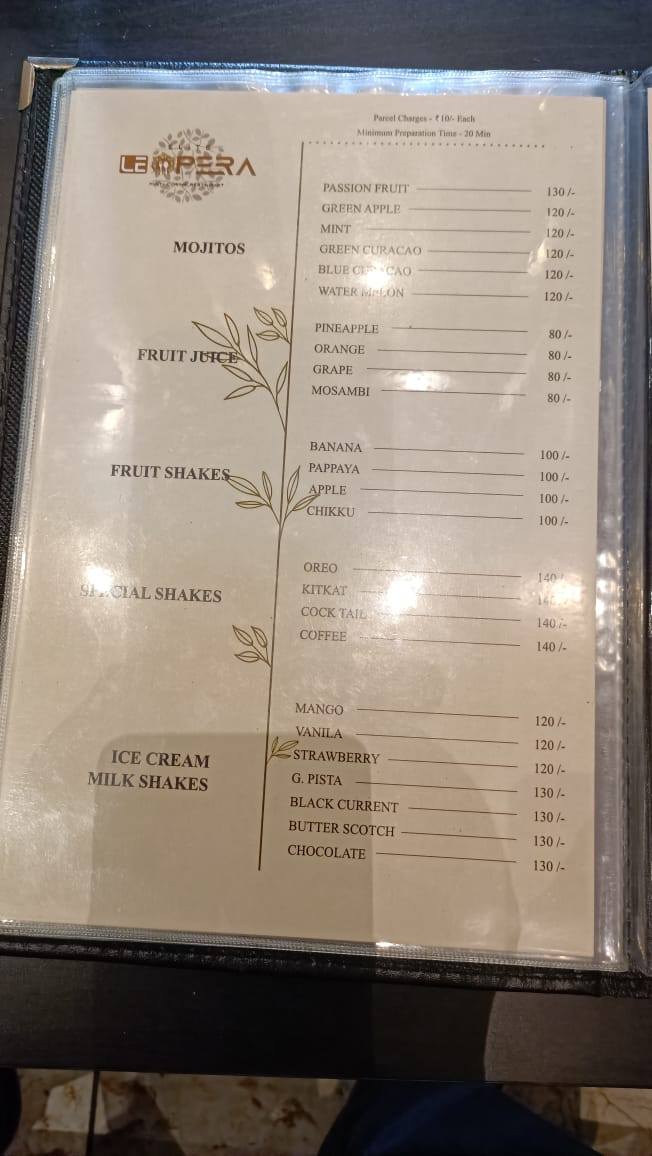 Parcel Charges - ₹10/- Each
Minimum Preparation Time - 20 Min
ELITE
LE OPERA
MOJITOS
PASSION FRUIT 130 /-
GREEN APPLE 120 /-
MINT 120 /-
GREEN CURACAO 120 /-
BLUE CURACAO 120 /-
WATER MELON 120 /-
FRUIT JUICE
PINEAPPLE 80 /-
ORANGE 80 /-
GRAPE 80 /-
MOSAMBI 80 /-
FRUIT SHAKES
BANANA 100 /-
PAPPAYA 100 /-
APPLE 100 /-
CHIKKU 100 /-
SPECIAL SHAKES
OREO 140 /-
KITKAT 140 /-
COCK TAIL 140 /-
COFFEE 140 /-
ICE CREAM
MILK SHAKES
MANGO 120 /-
VANILA 120 /-
STRAWBERRY 120 /-
G. PISTA 130 /-
BLACK CURRENT 130 /-
BUTTER SCOTCH 130 /-
CHOCOLATE 130 /-